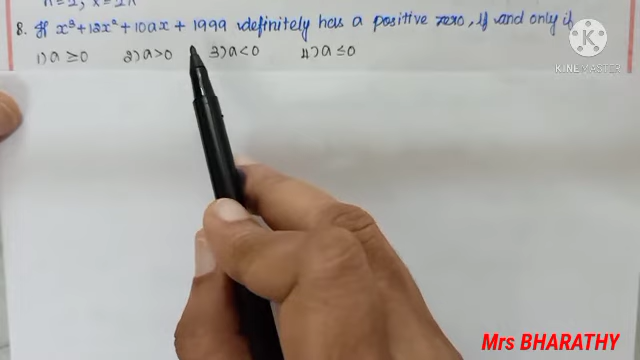 8. If x³+12x²+10ax + 1999 definitely has a positive zero, if and only if
1) a ≥0 2) a>0 3) a<0 4) a ≤0
K
KINEMASTER
Mrs BHARATHY